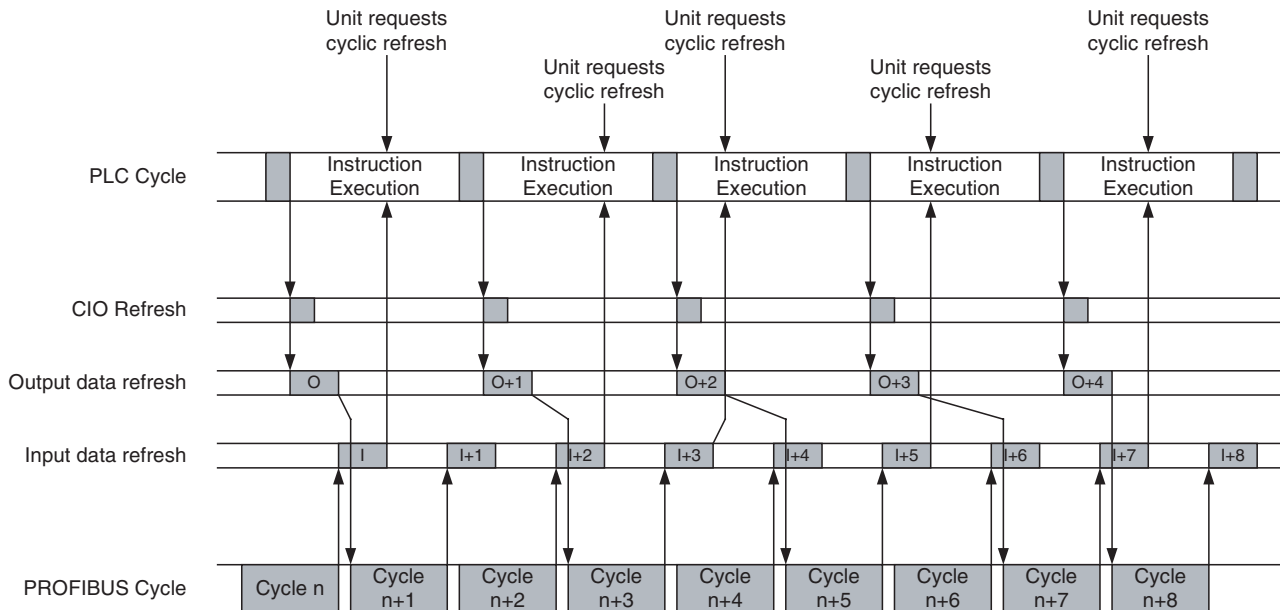 Unit requests
cyclic refresh
Unit requests
cyclic refresh
Unit requests
cyclic refresh
Unit requests
cyclic refresh
Unit requests
cyclic refresh
PLC Cycle
Instruction
Execution
Instruction
Execution
Instruction
Execution
Instruction
Execution
Instruction
Execution
CIO Refresh
Output data refresh
O
O+1
O+2
O+3
O+4
Input data refresh
I
I+1
I+2
I+3
I+4
I+5
I+6
I+7
I+8
PROFIBUS Cycle
Cycle n
Cycle
n+1
Cycle
n+2
Cycle
n+3
Cycle
n+4
Cycle
n+5
Cycle
n+6
Cycle
n+7
Cycle
n+8